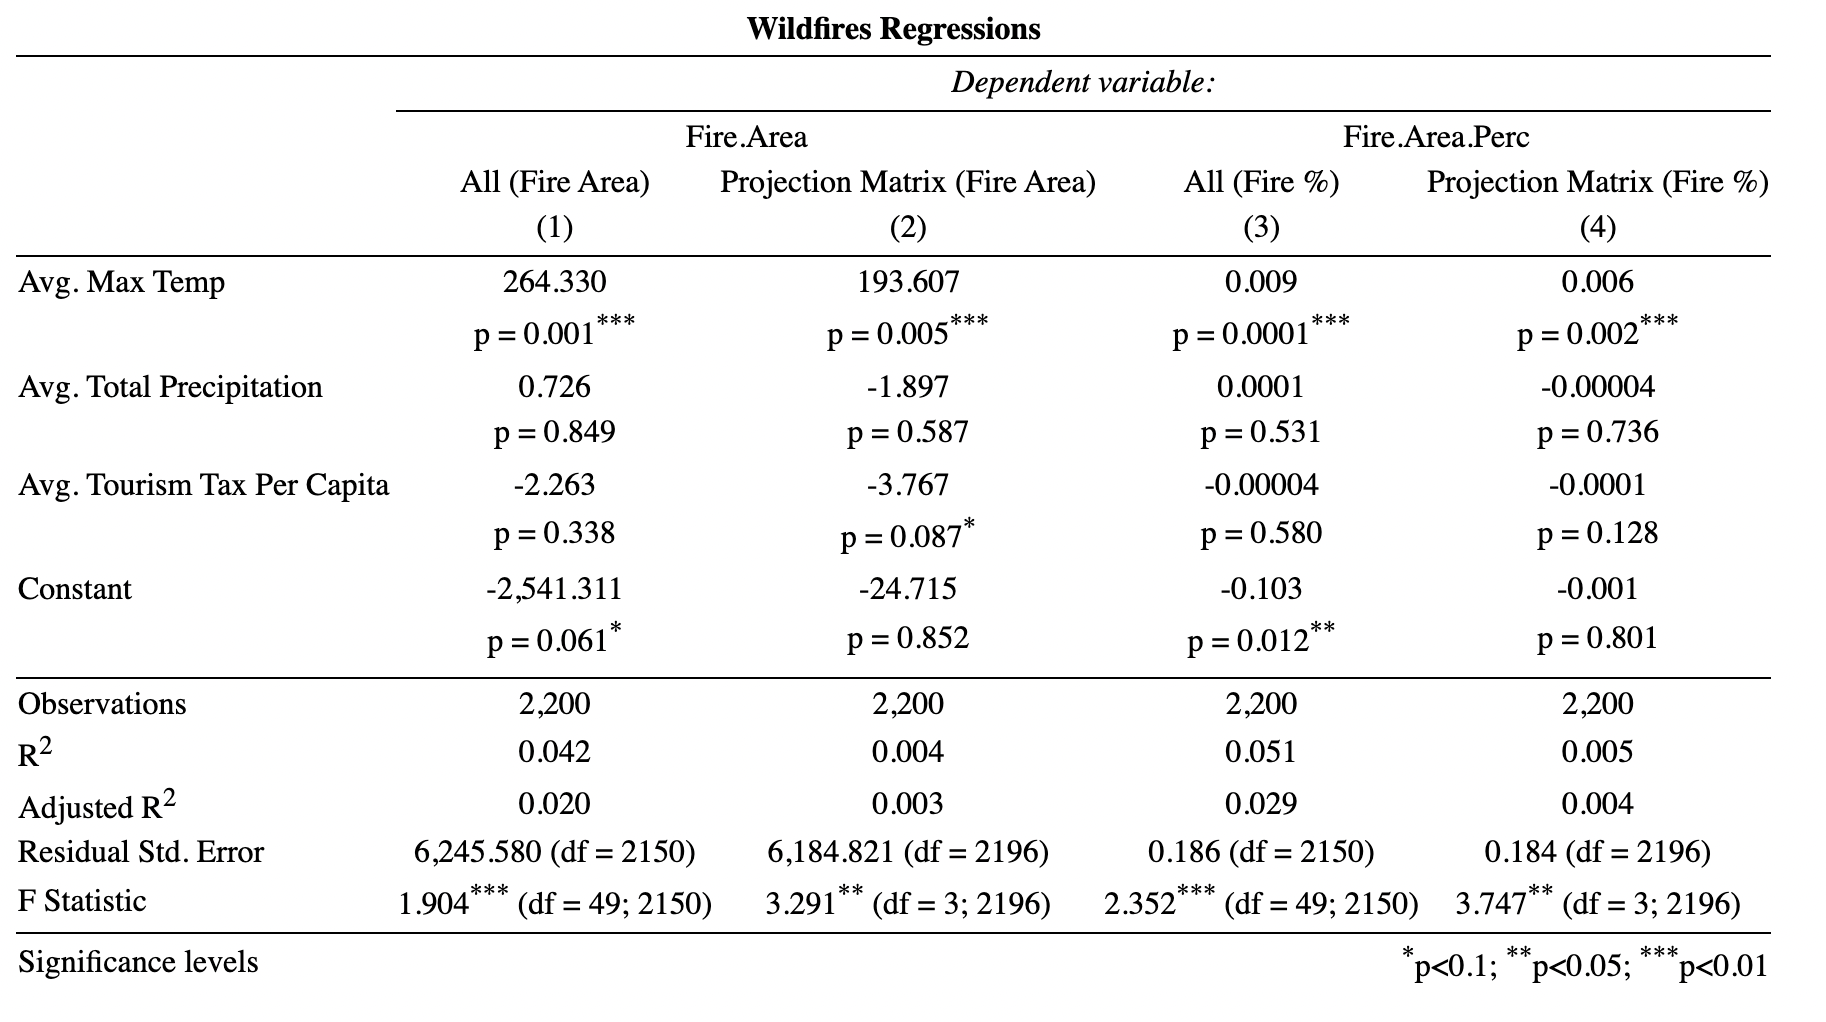 Wildfires Regressions
Dependent variable:
Fire.Area Fire.Area.Perc
All (Fire Area) Projection Matrix (Fire Area) All (Fire %) Projection Matrix (Fire %)
(1) (2) (3) (4)
Avg. Max Temp 264.330 193.607 0.009 0.006
p = 0.001*** p = 0.005*** p = 0.0001*** p = 0.002***
Avg. Total Precipitation 0.726 -1.897 0.0001 -0.00004
p = 0.849 p = 0.587 p = 0.531 p = 0.736
Avg. Tourism Tax Per Capita -2.263 -3.767 -0.00004 -0.0001
p = 0.338 p = 0.087* p = 0.580 p = 0.128
Constant -2,541.311 -24.715 -0.103 -0.001
p = 0.061* p = 0.852 p = 0.012** p = 0.801
Observations 2,200 2,200 2,200 2,200
R2 0.042 0.004 0.051 0.005
Adjusted R2 0.020 0.003 0.029 0.004
Residual Std. Error 6,245.580 (df = 2150) 6,184.821 (df = 2196) 0.186 (df = 2150) 0.184 (df = 2196)
F Statistic 1.904*** (df = 49; 2150) 3.291** (df = 3; 2196) 2.352*** (df = 49; 2150) 3.747** (df = 3; 2196)
Significance levels *p<0.1; **p<0.05; ***p<0.01